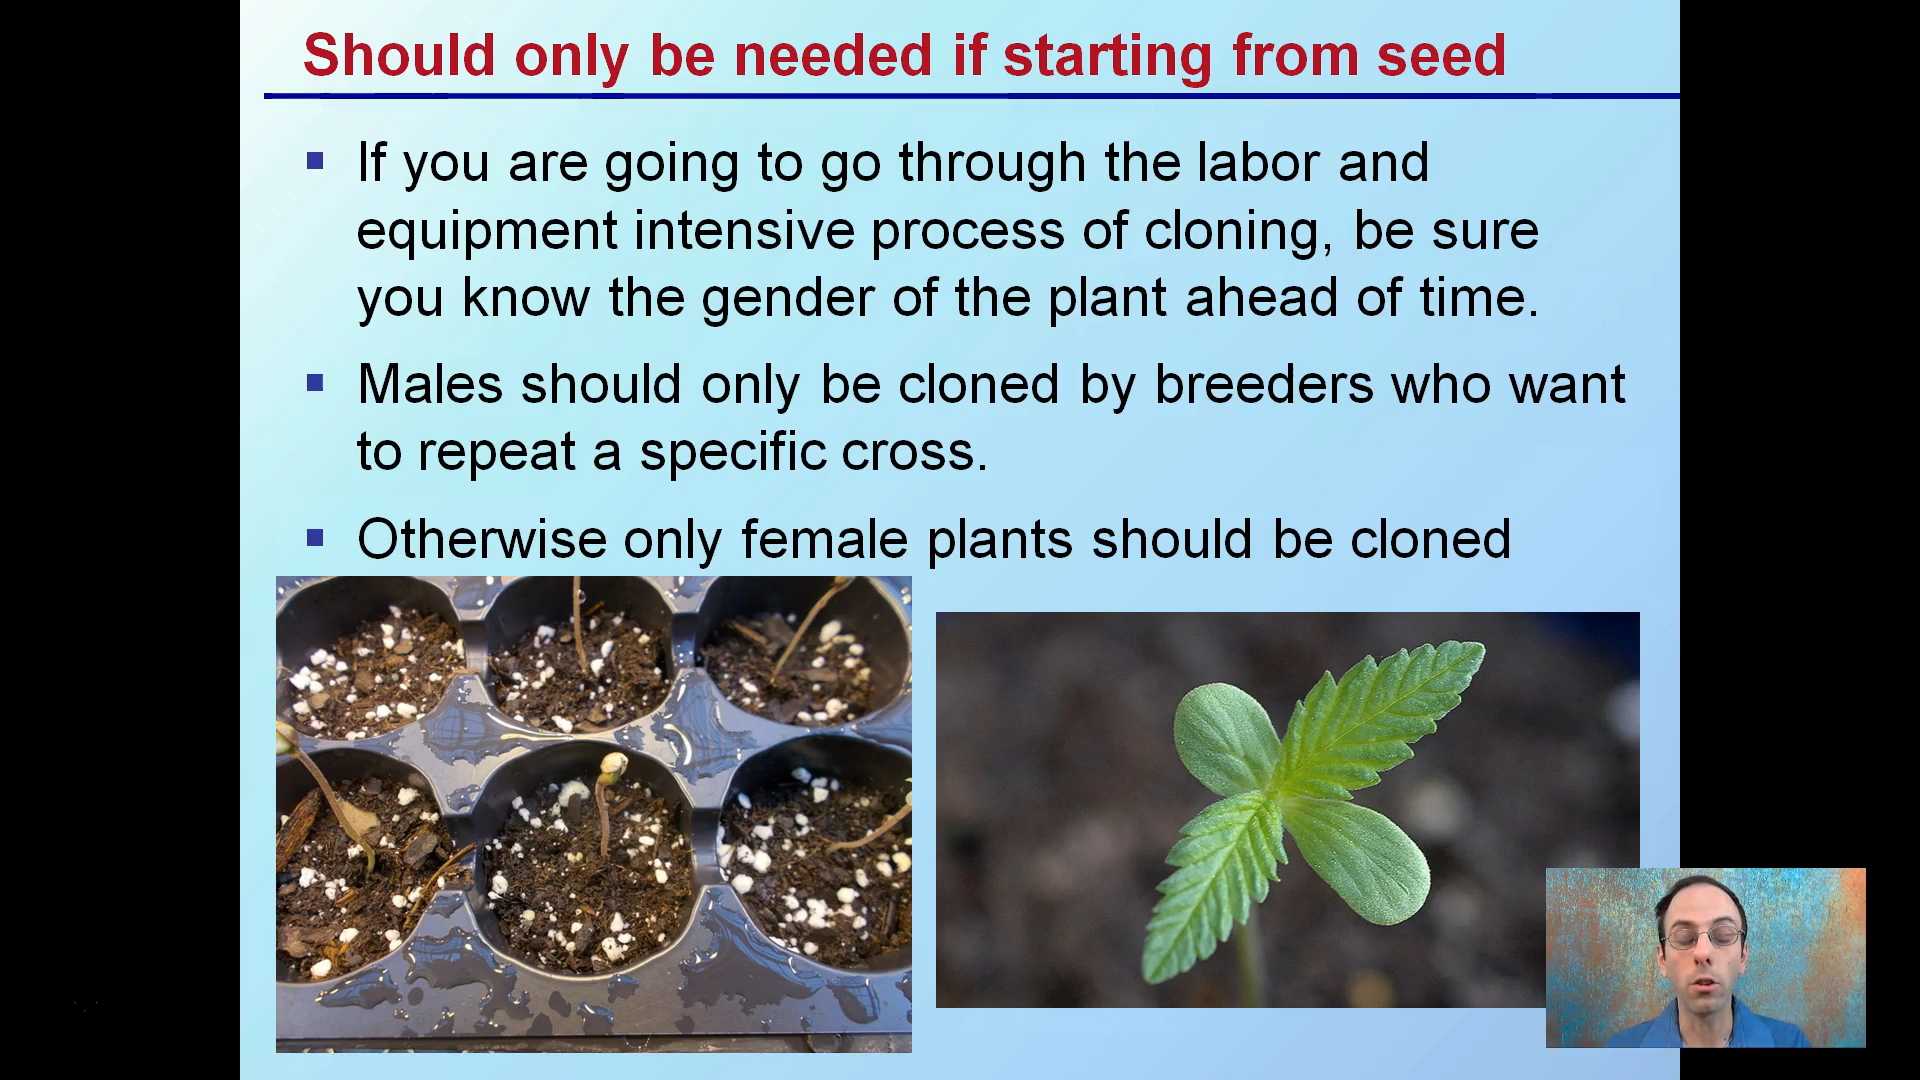 Should only be needed if starting from seed
If you are going to go through the labor and
equipment intensive process of cloning, be sure
you know the gender of the plant ahead of time.
Males should only be cloned by breeders who want
to repeat a specific cross.
Otherwise only female plants should be cloned